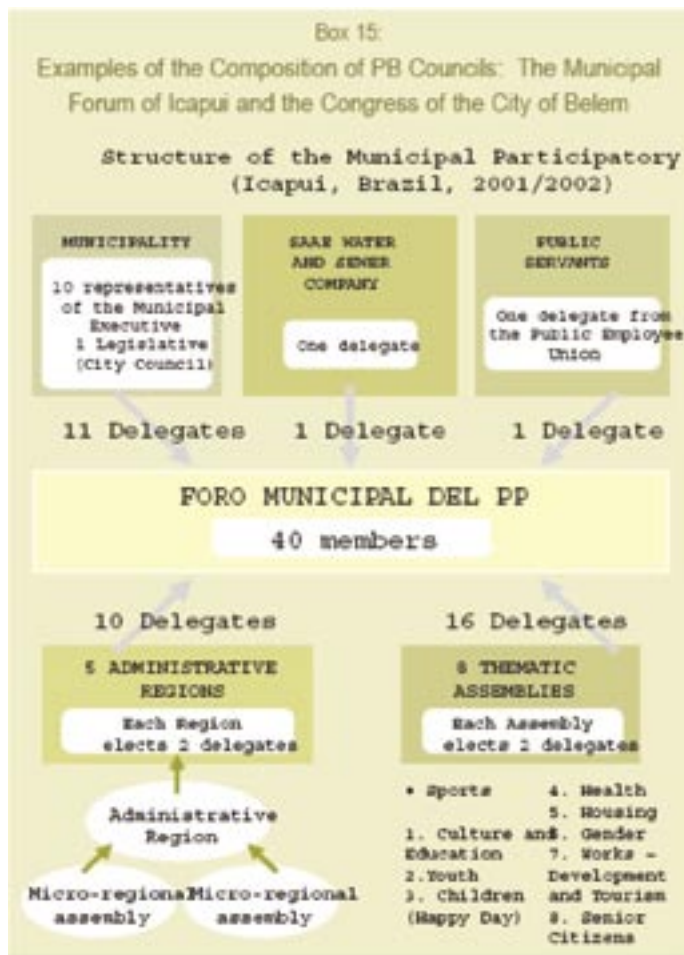 Box 15:
Examples of the Composition of PB Councils: The Municipal
Forum of Icapui and the Congress of the City of Belem
Structure of the Municipal Participatory
(Icapui, Brazil, 2001/2002)
MUNICIPALITY
10 representatives
of the Municipal
Executive
1 Legislative
(City Council)
SAAE WATER
AND SEWER
COMPANY
One delegate
PUBLIC
SERVANTS
One delegate from
the Public Employee
Union
11 Delegates
1 Delegate
1 Delegate
FORO MUNICIPAL DEL PP
40 members
10 Delegates
16 Delegates
5 ADMINISTRATIVE
REGIONS
Each Region
elects 2 delegates
Administrative
Region
Micro-regional
assembly
Micro-regional
assembly
8 THEMATIC
ASSEMBLIES
Each Assembly
elects 2 delegates
• Sports
1. Culture and
Education
2.Youth
3. Children
(Happy Day)
4. Health
5. Housing
6. Gender
7. Works –
Development
and Tourism
8. Senior
Citizens